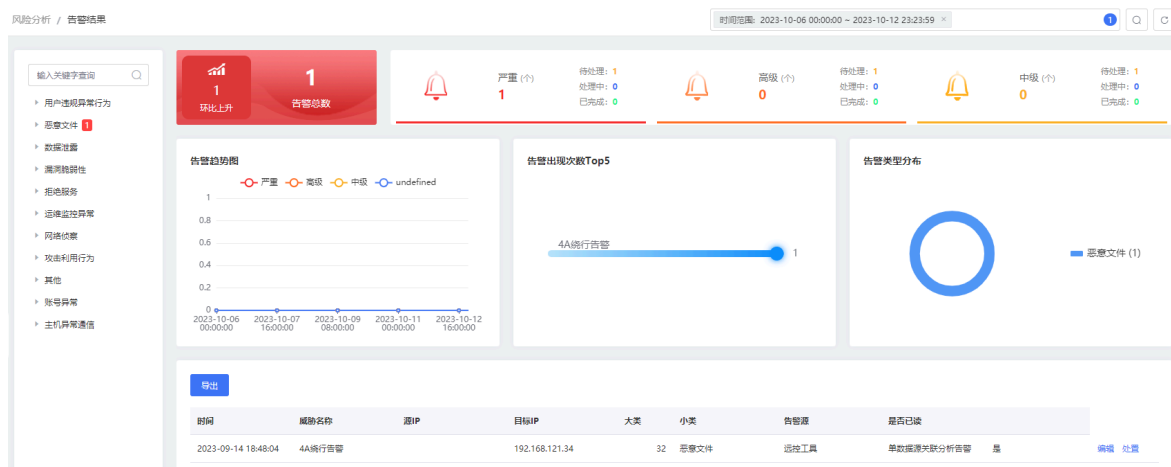 风险分析 / 告警结果
时间范围: 2023-10-06 00:00:00 ~ 2023-10-12 23:23:59 ×
1
输入关键字查询
用户违规异常行为
恶意文件 1
数据泄露
漏洞脆弱性
拒绝服务
运维监控异常
网络侦察
攻击利用行为
其他
账号异常
主机异常通信
1
环比上升
1
告警总数
严重 (个)
1
待处理: 1
处理中: 0
已完成: 0
高级 (个)
0
待处理: 1
处理中: 0
已完成: 0
中级 (个)
0
待处理: 1
处理中: 0
已完成: 0
告警趋势图
严重 高级 中级 undefined
1
0.8
0.6
0.4
0.2
0
2023-10-06 2023-10-07 2023-10-09 2023-10-11 2023-10-12
00:00:00 16:00:00 08:00:00 00:00:00 16:00:00
告警出现次数Top5
4A绕行告警 1
告警类型分布
恶意文件 (1)
导出
时间 威胁名称 源IP 目标IP 大类 小类 告警源 是否已读
2023-09-14 18:48:04 4A绕行告警 192.168.121.34 32 恶意文件 远控工具 单数据源关联分析告警 是 编辑 处置